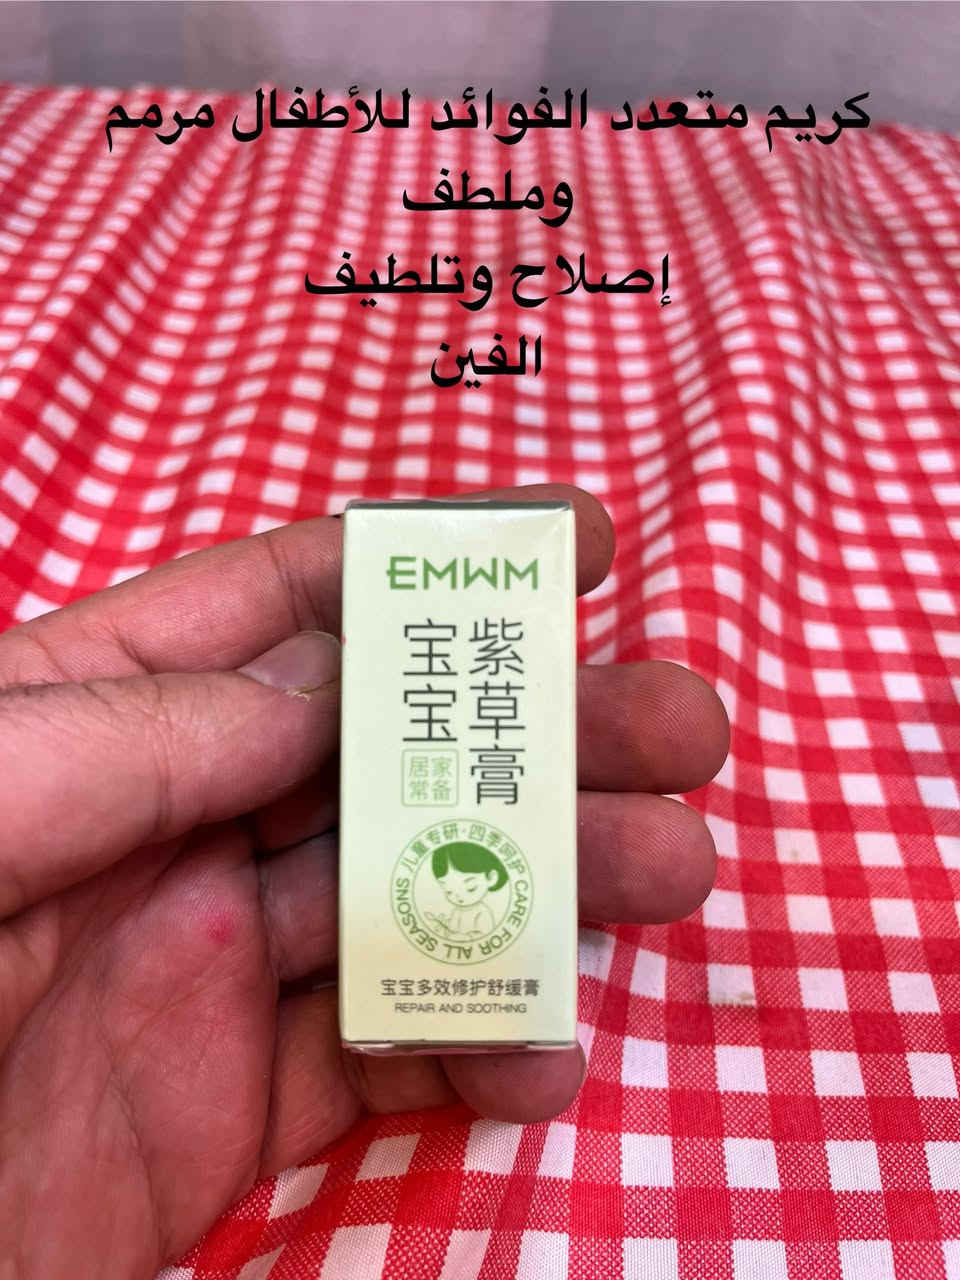 كريم متعدد الفوائد للأطفال مرمم
وملطف
إصلاح وتلطيف
الفين
EMWM
紫草膏
宝宝
居家
常备
儿童专研·四季呵护 CARE FOR ALL SEASONS
宝宝多效修护舒缓膏
REPAIR AND SOOTHING